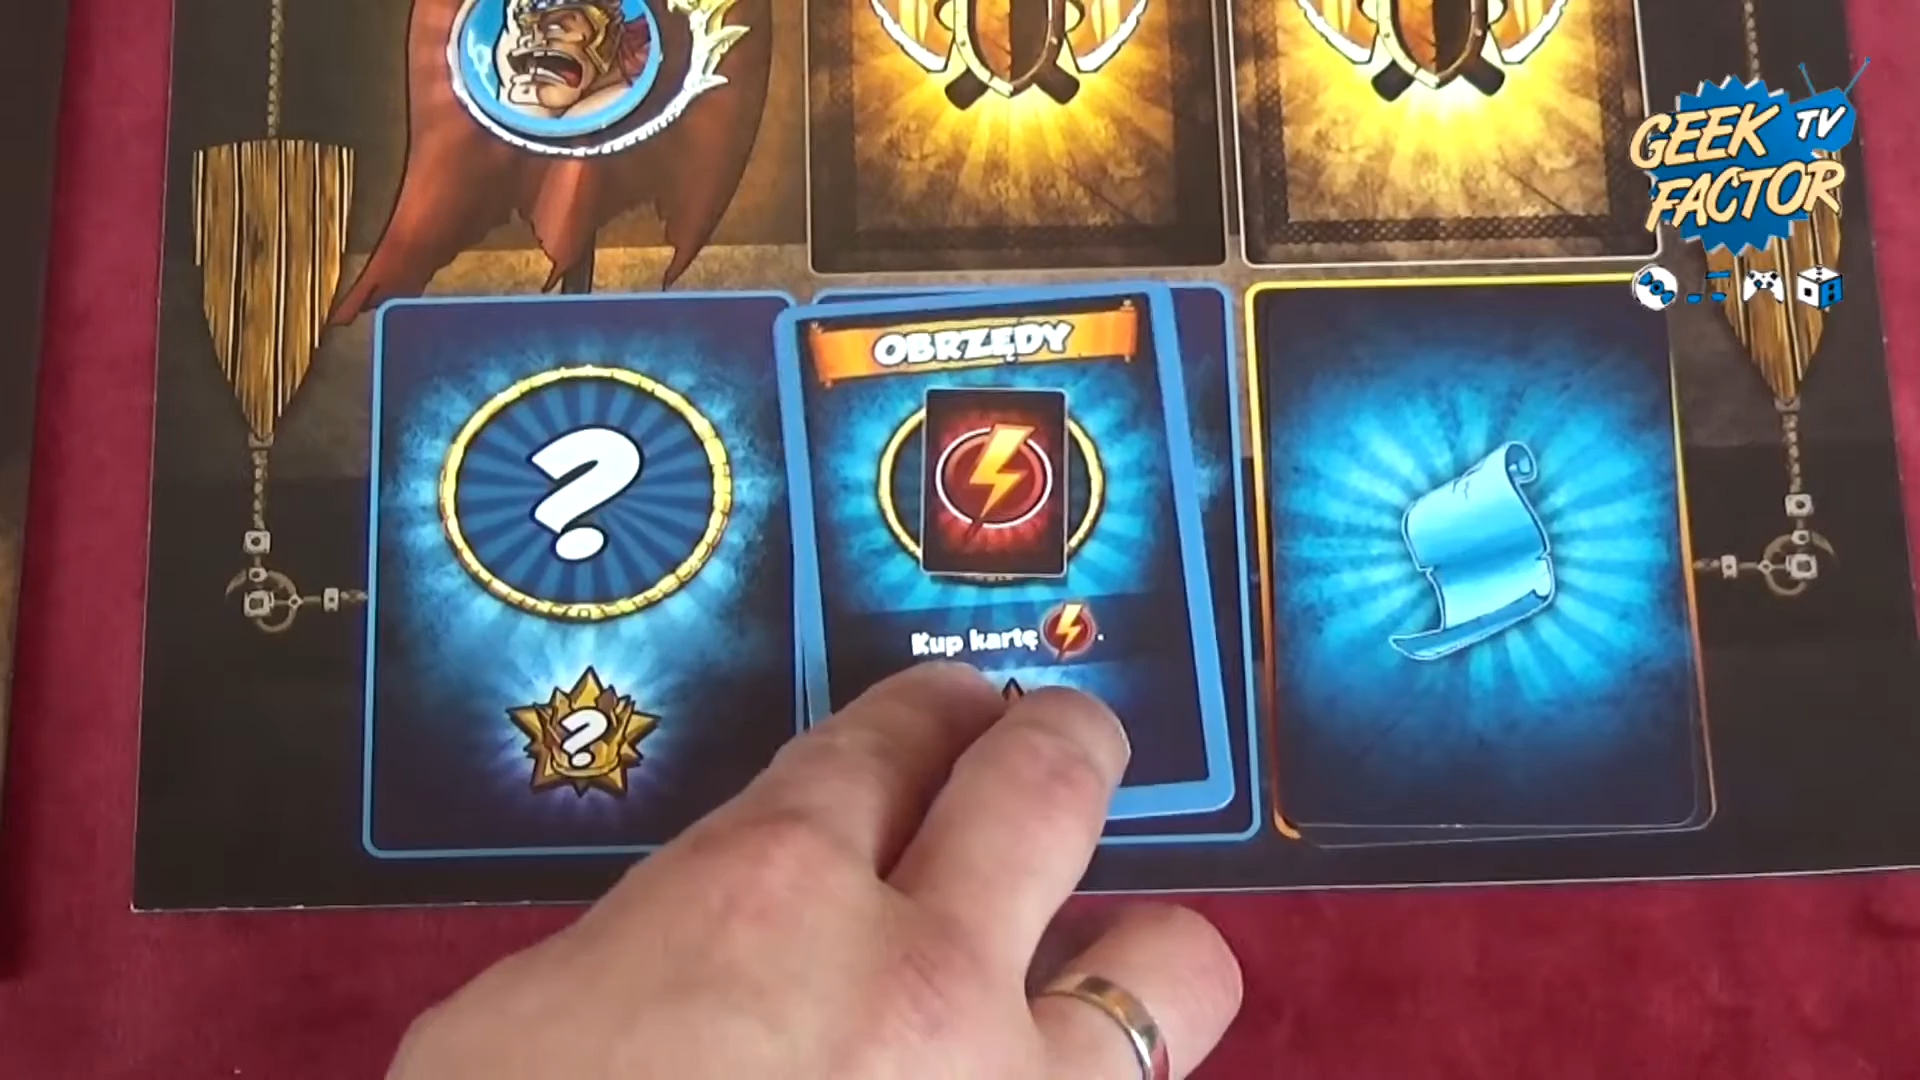 GEEK TV
FACTOR
OBRZĘDY
?
Kup kartę .
?